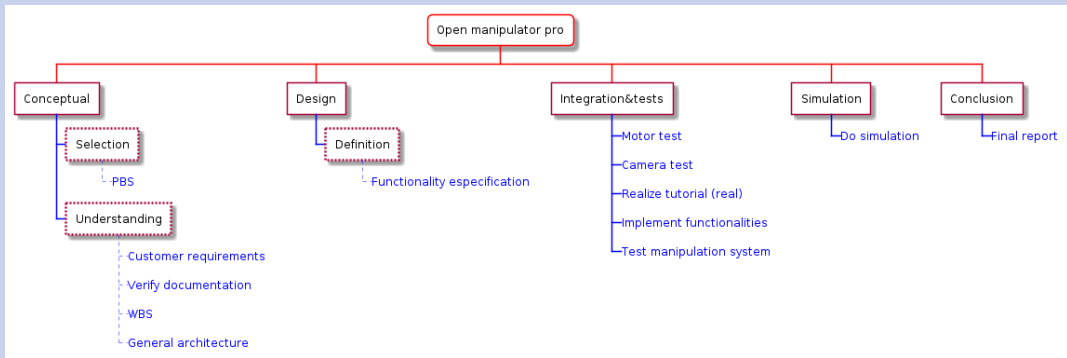 Open manipulator pro
Conceptual
Design
Integration&tests
Simulation
Conclusion
Selection
PBS
Understanding
Customer requirements
Verify documentation
WBS
General architecture
Definition
Functionality especification
Motor test
Camera test
Realize tutorial (real)
Implement functionalities
Test manipulation system
Do simulation
Final report